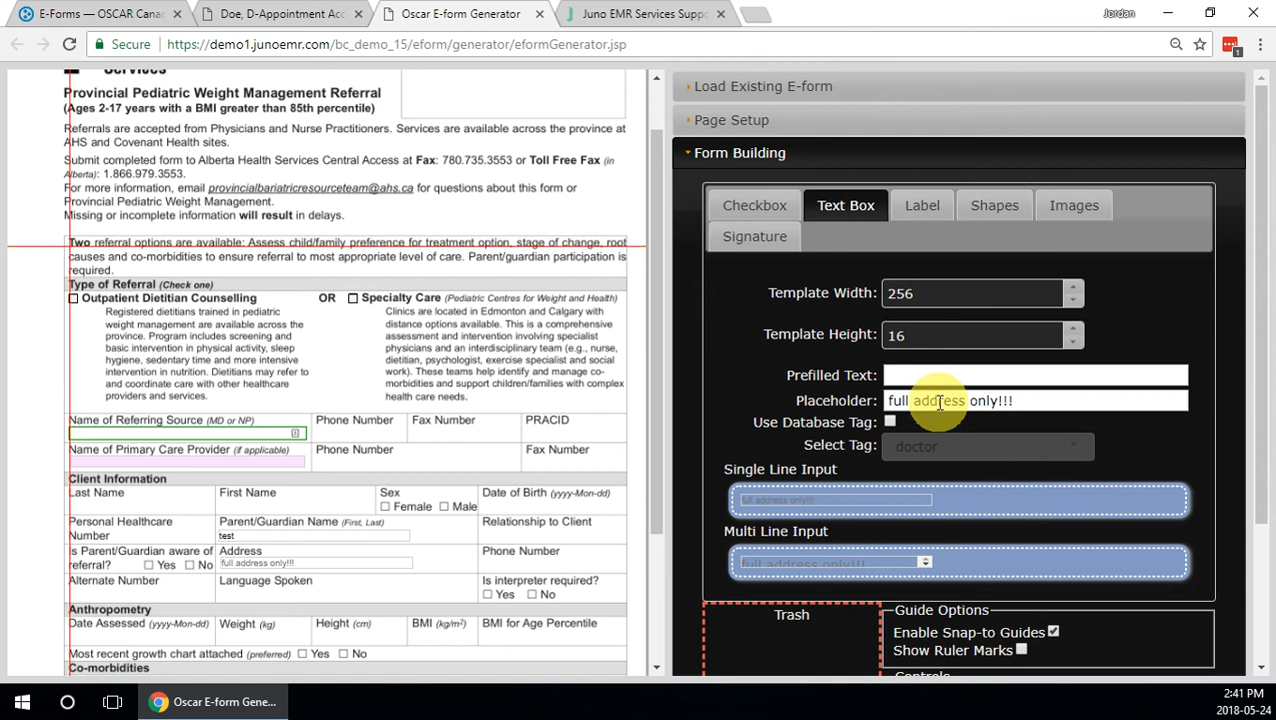 E-Forms — OSCAR Cana
Doe, D-Appointment Acc
Oscar E-form Generator
Juno EMR Services Supp
Jordan
Secure
https://demo1.junoemr.com/bc_demo_15/eform/generator/eformGenerator.jsp
1
Services
Provincial Pediatric Weight Management Referral
(Ages 2-17 years with a BMI greater than 85th percentile)
Referrals are accepted from Physicians and Nurse Practitioners. Services are available across the province at
AHS and Covenant Health sites.
Submit completed form to Alberta Health Services Central Access at Fax: 780.735.3553 or Toll Free Fax (in
Alberta): 1.866.979.3553.
For more information, email provincialbariatricresourceteam@ahs.ca for questions about this form or
Provincial Pediatric Weight Management.
Missing or incomplete information will result in delays.
Two referral options are available: Assess child/family preference for treatment option, stage of change, root
causes and co-morbidities to ensure referral to most appropriate level of care. Parent/guardian participation is
required.
Type of Referral (Check one)
Outpatient Dietitian Counselling OR Specialty Care (Pediatric Centres for Weight and Health)
Registered dietitians trained in pediatric
weight management are available across the
province. Program includes screening and
basic intervention in physical activity, sleep
hygiene, sedentary time and more intensive
intervention in nutrition. Dietitians may refer to
and coordinate care with other healthcare
providers and services.
Clinics are located in Edmonton and Calgary with
distance options available. This is a comprehensive
assessment and intervention involving specialist
physicians and an interdisciplinary team (e.g., nurse,
dietitian, psychologist, exercise specialist and social
work). These teams help identify and manage co-
morbidities and support children/families with complex
health care needs.
Name of Referring Source (MD or NP) Phone Number Fax Number PRACID
Name of Primary Care Provider (if applicable) Phone Number Fax Number
Client Information
Last Name First Name Sex Date of Birth (yyyy-Mon-dd)
Female Male
Personal Healthcare Parent/Guardian Name (First, Last) Relationship to Client
Number test
Is Parent/Guardian aware of Address Phone Number
referral? Yes No full address only!!!
Alternate Number Language Spoken Is interpreter required?
Yes No
Anthropometry
Date Assessed (yyyy-Mon-dd) Weight (kg) Height (cm) BMI (kg/m²) BMI for Age Percentile
Most recent growth chart attached (preferred) Yes No
Co-morbidities
Load Existing E-form
Page Setup
Form Building
Checkbox Text Box Label Shapes Images
Signature
Template Width: 256
Template Height: 16
Prefilled Text:
Placeholder: full address only!!!
Use Database Tag:
Select Tag: doctor
Single Line Input
full address only!!!
Multi Line Input
full address only!!!
Trash
Guide Options
Enable Snap-to Guides
Show Ruler Marks
Controls
Oscar E-form Gene...
2:41 PM
2018-05-24